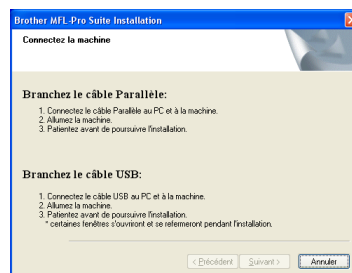 Brother MFL-Pro Suite Installation
Connectez la machine
Branchez le câble Parallèle:
1. Connectez le câble Parallèle au PC et à la machine.
2. Allumez la machine.
3. Patientez avant de poursuivre l'installation.
Branchez le câble USB:
1. Connectez le câble USB au PC et à la machine.
2. Allumez la machine.
3. Patientez avant de poursuivre l'installation.
* certaines fenêtres s'ouvriront et se refermeront pendant l'installation.
< Précédent Suivant > Annuler